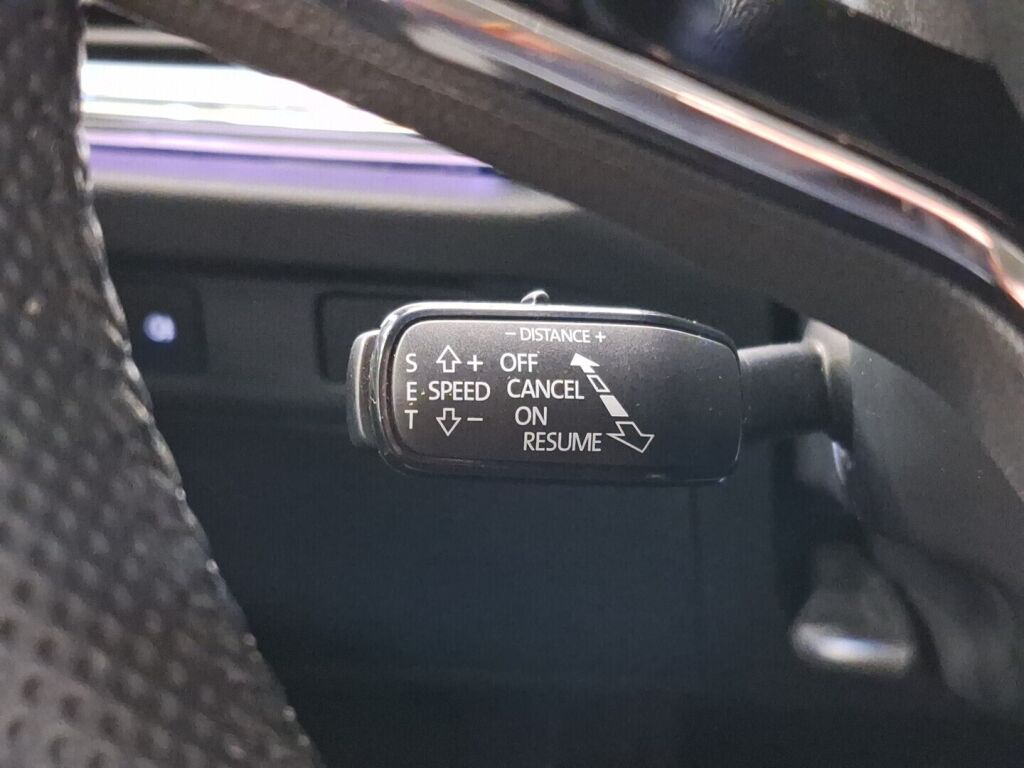 - DISTANCE +
S + OFF
E·SPEED CANCEL
T - ON
RESUME